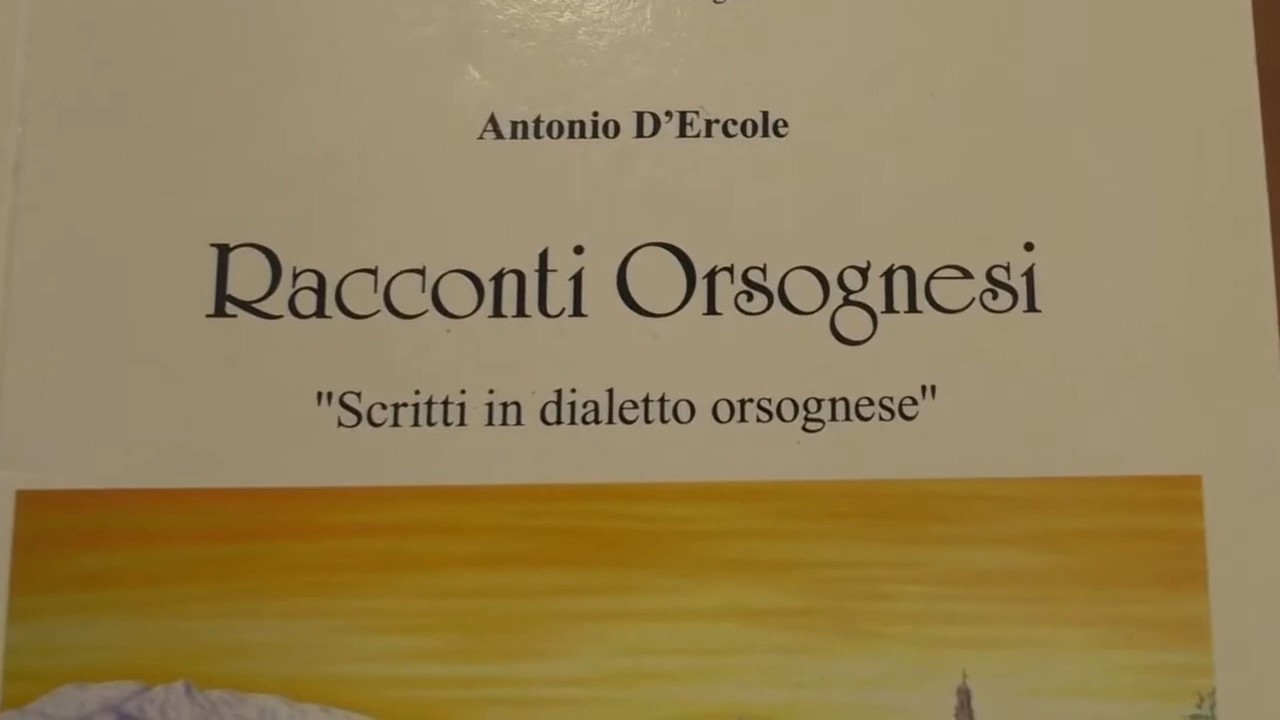 Antonio D'Ercole
Racconti Orsognesi
"Scritti in dialetto orsognese"